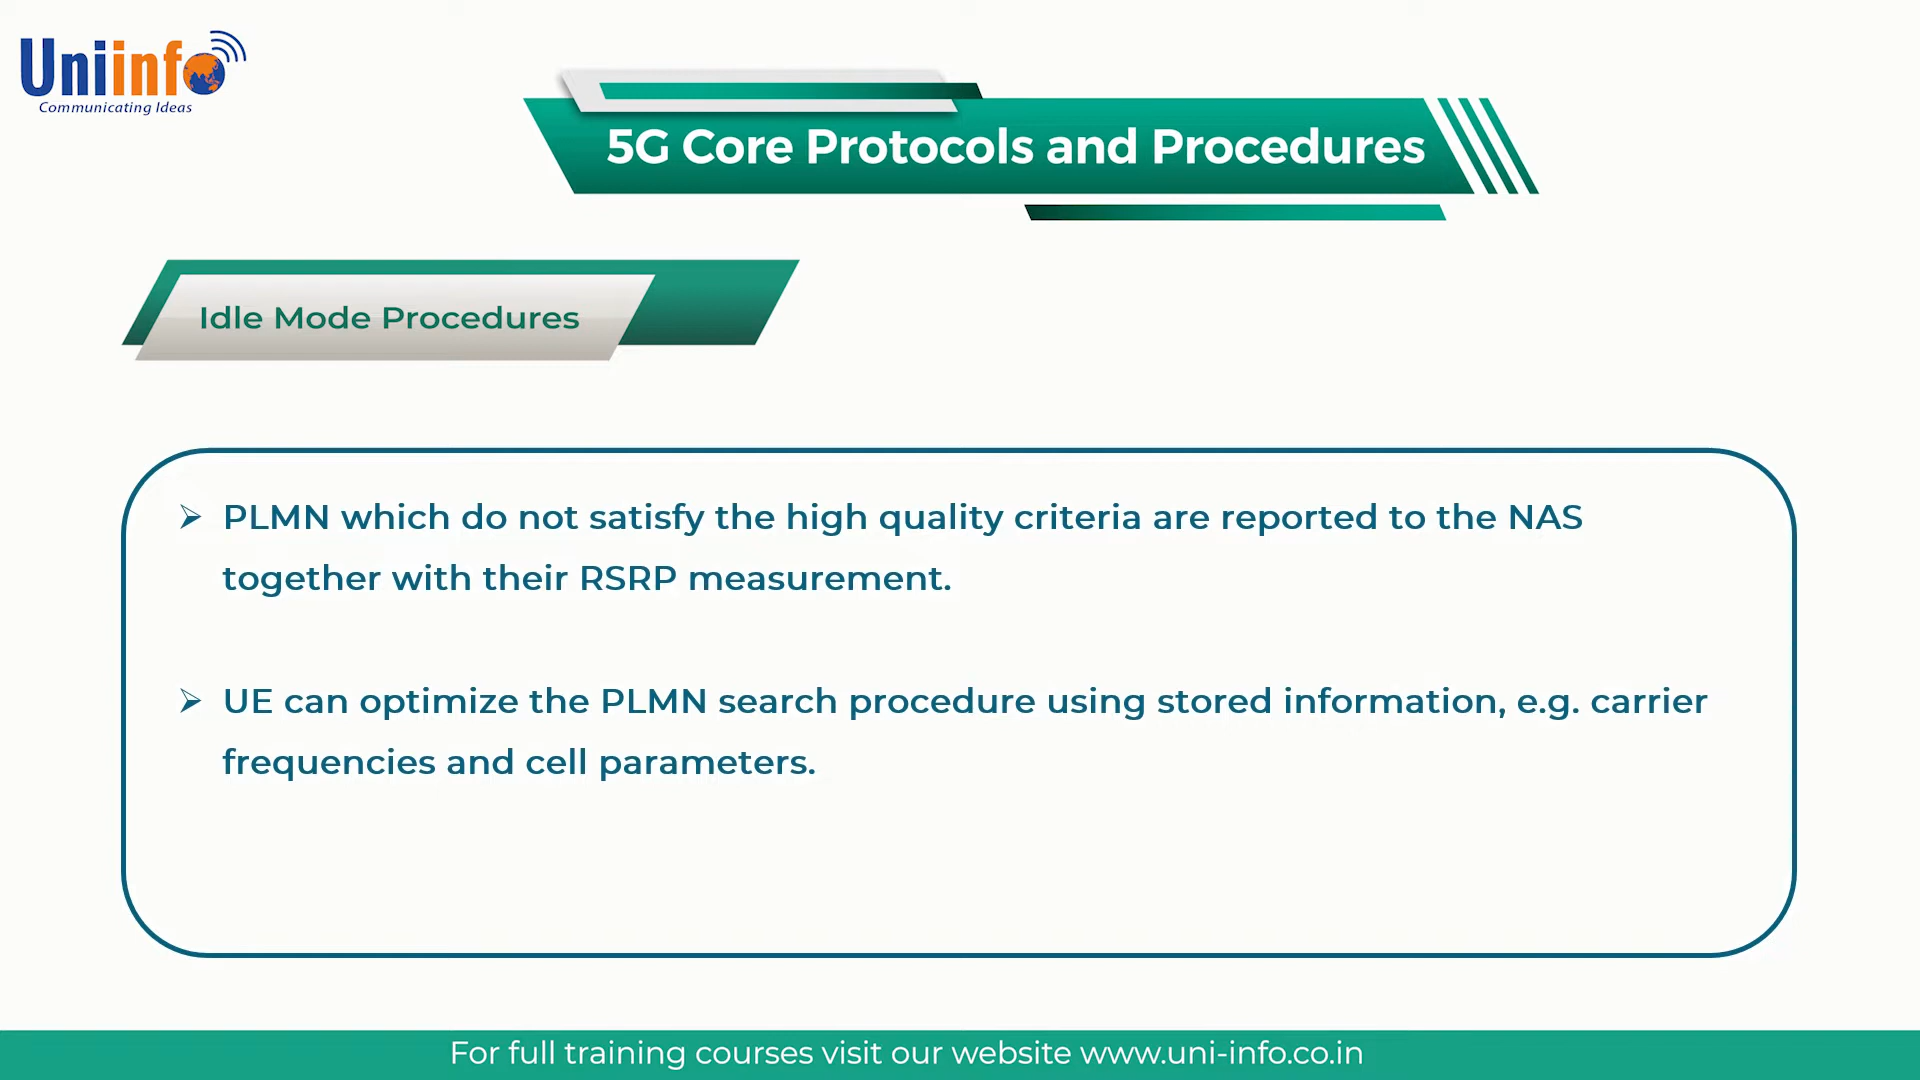 Uniinfo
Communicating Ideas
5G Core Protocols and Procedures
Idle Mode Procedures
➢ PLMN which do not satisfy the high quality criteria are reported to the NAS
together with their RSRP measurement.
➢ UE can optimize the PLMN search procedure using stored information, e.g. carrier
frequencies and cell parameters.
For full training courses visit our website www.uni-info.co.in